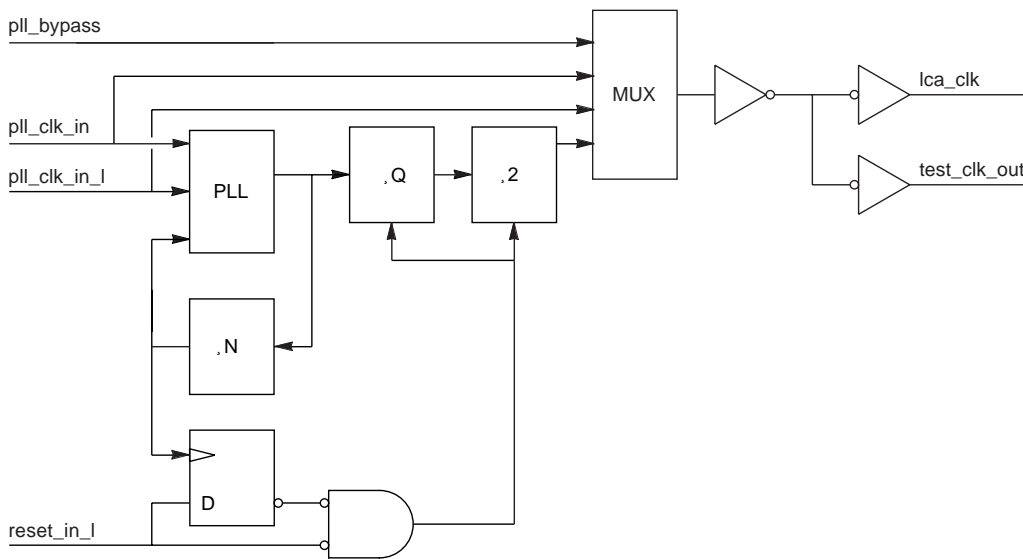 pll_bypass
MUX
lca_clk
pll_clk_in
pll_clk_in_l
PLL
¸Q
¸2
test_clk_out
¸N
D
reset_in_l